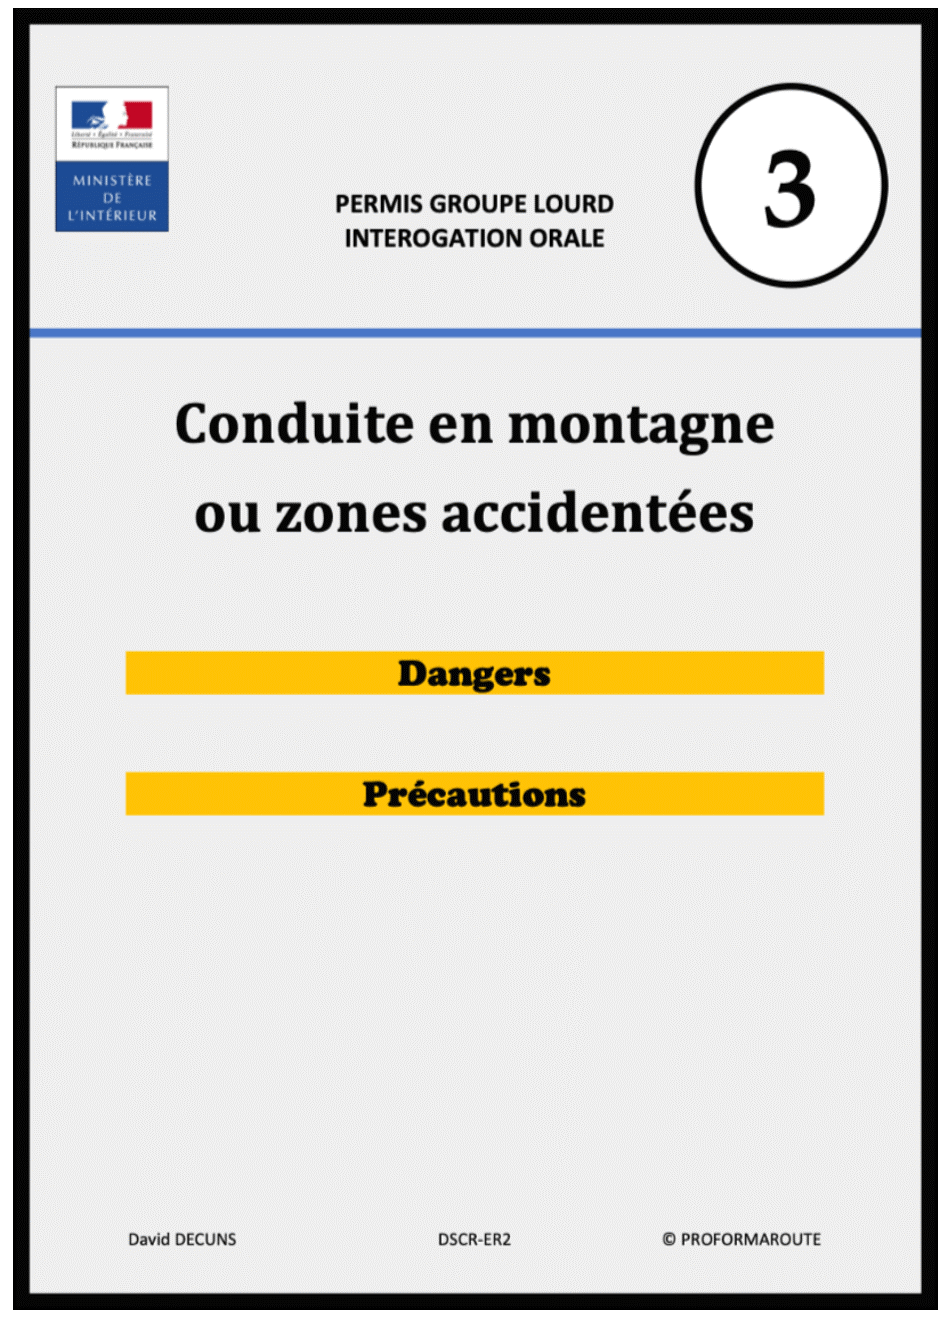 Liberté • Égalité • Fraternité
RÉPUBLIQUE FRANÇAISE
MINISTÈRE
DE
L'INTÉRIEUR
PERMIS GROUPE LOURD
INTEROGATION ORALE
3
Conduite en montagne
ou zones accidentées
Dangers
Précautions
David DECUNS
DSCR-ER2
© PROFORMAROUTE